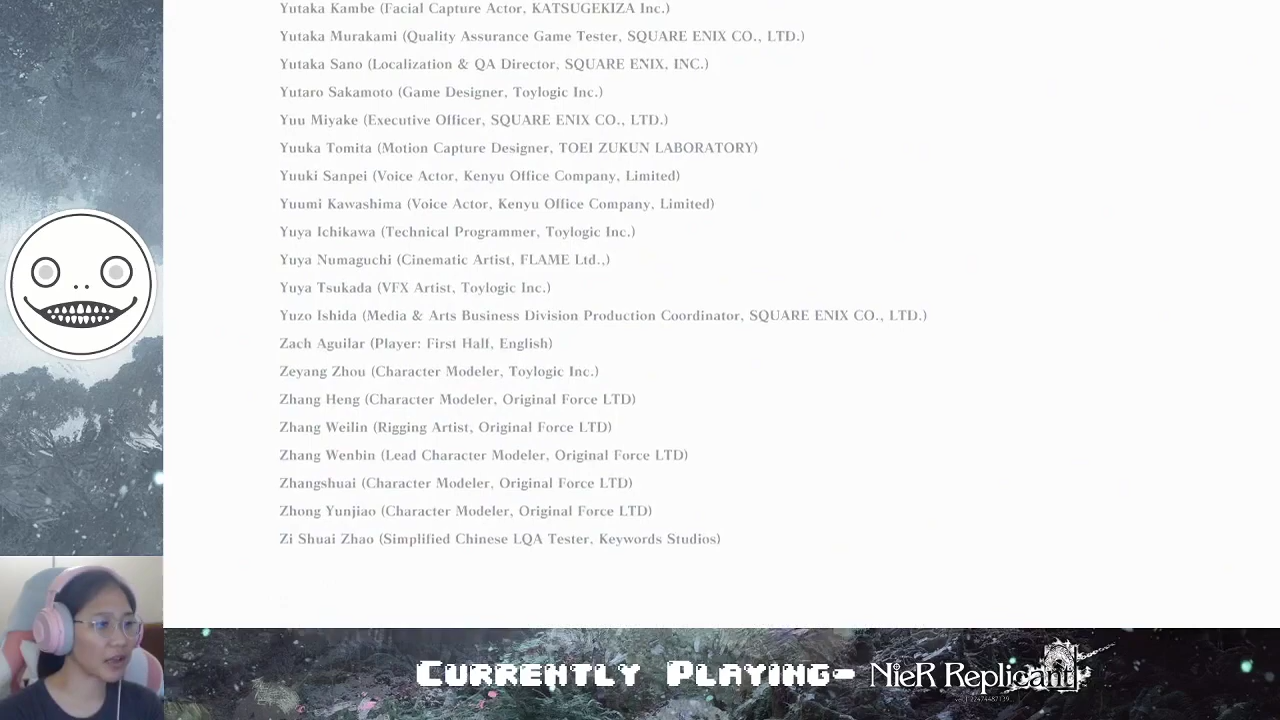 Yutaka Kambe (Facial Capture Actor, KATSUGEKIZA Inc.)
Yutaka Murakami (Quality Assurance Game Tester, SQUARE ENIX CO., LTD.)
Yutaka Sano (Localization & QA Director, SQUARE ENIX, INC.)
Yutaro Sakamoto (Game Designer, Toylogic Inc.)
Yuu Miyake (Executive Officer, SQUARE ENIX CO., LTD.)
Yuuka Tomita (Motion Capture Designer, TOEI ZUKUN LABORATORY)
Yuuki Sanpei (Voice Actor, Kenyu Office Company, Limited)
Yuumi Kawashima (Voice Actor, Kenyu Office Company, Limited)
Yuya Ichikawa (Technical Programmer, Toylogic Inc.)
Yuya Numaguchi (Cinematic Artist, FLAME Ltd.,)
Yuya Tsukada (VFX Artist, Toylogic Inc.)
Yuzo Ishida (Media & Arts Business Division Production Coordinator, SQUARE ENIX CO., LTD.)
Zach Aguilar (Player: First Half, English)
Zeyang Zhou (Character Modeler, Toylogic Inc.)
Zhang Heng (Character Modeler, Original Force LTD)
Zhang Weilin (Rigging Artist, Original Force LTD)
Zhang Wenbin (Lead Character Modeler, Original Force LTD)
Zhangshuai (Character Modeler, Original Force LTD)
Zhong Yunjiao (Character Modeler, Original Force LTD)
Zi Shuai Zhao (Simplified Chinese LQA Tester, Keywords Studios)
Currently Playing- NieR Replicant